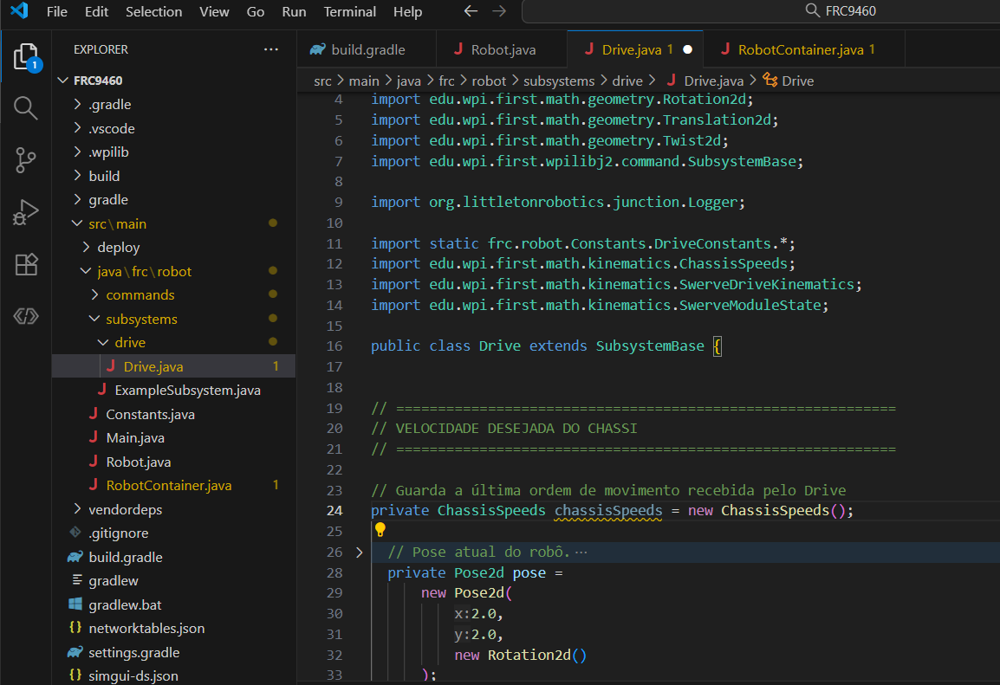 File Edit Selection View Go Run Terminal Help ← → FRC9460
EXPLORER ···
1
FRC9460
.gradle
.vscode
.wpilib
build
gradle
src\main
deploy
java\frc\robot
commands
subsystems
drive
Drive.java 1
ExampleSubsystem.java
Constants.java
Main.java
Robot.java
RobotContainer.java 1
vendordeps
.gitignore
build.gradle
gradlew
gradlew.bat
networktables.json
settings.gradle
simgui-ds.json
build.gradle Robot.java Drive.java 1 RobotContainer.java 1
src > main > java > frc > robot > subsystems > drive > Drive.java > Drive
4 import edu.wpi.first.math.geometry.Rotation2d;
5 import edu.wpi.first.math.geometry.Translation2d;
6 import edu.wpi.first.math.geometry.Twist2d;
7 import edu.wpi.first.wpilibj2.command.SubsystemBase;
8
9 import org.littletonrobotics.junction.Logger;
10
11 import static frc.robot.Constants.DriveConstants.*;
12 import edu.wpi.first.math.kinematics.ChassisSpeeds;
13 import edu.wpi.first.math.kinematics.SwerveDriveKinematics;
14 import edu.wpi.first.math.kinematics.SwerveModuleState;
15
16 public class Drive extends SubsystemBase {
17
18
19 // ============================================================
20 // VELOCIDADE DESEJADA DO CHASSI
21 // ============================================================
22
23 // Guarda a última ordem de movimento recebida pelo Drive
24 private ChassisSpeeds chassisSpeeds = new ChassisSpeeds();
25
26 // Pose atual do robô. ···
28 private Pose2d pose =
29 new Pose2d(
30 x:2.0,
31 y:2.0,
32 new Rotation2d()
33 );